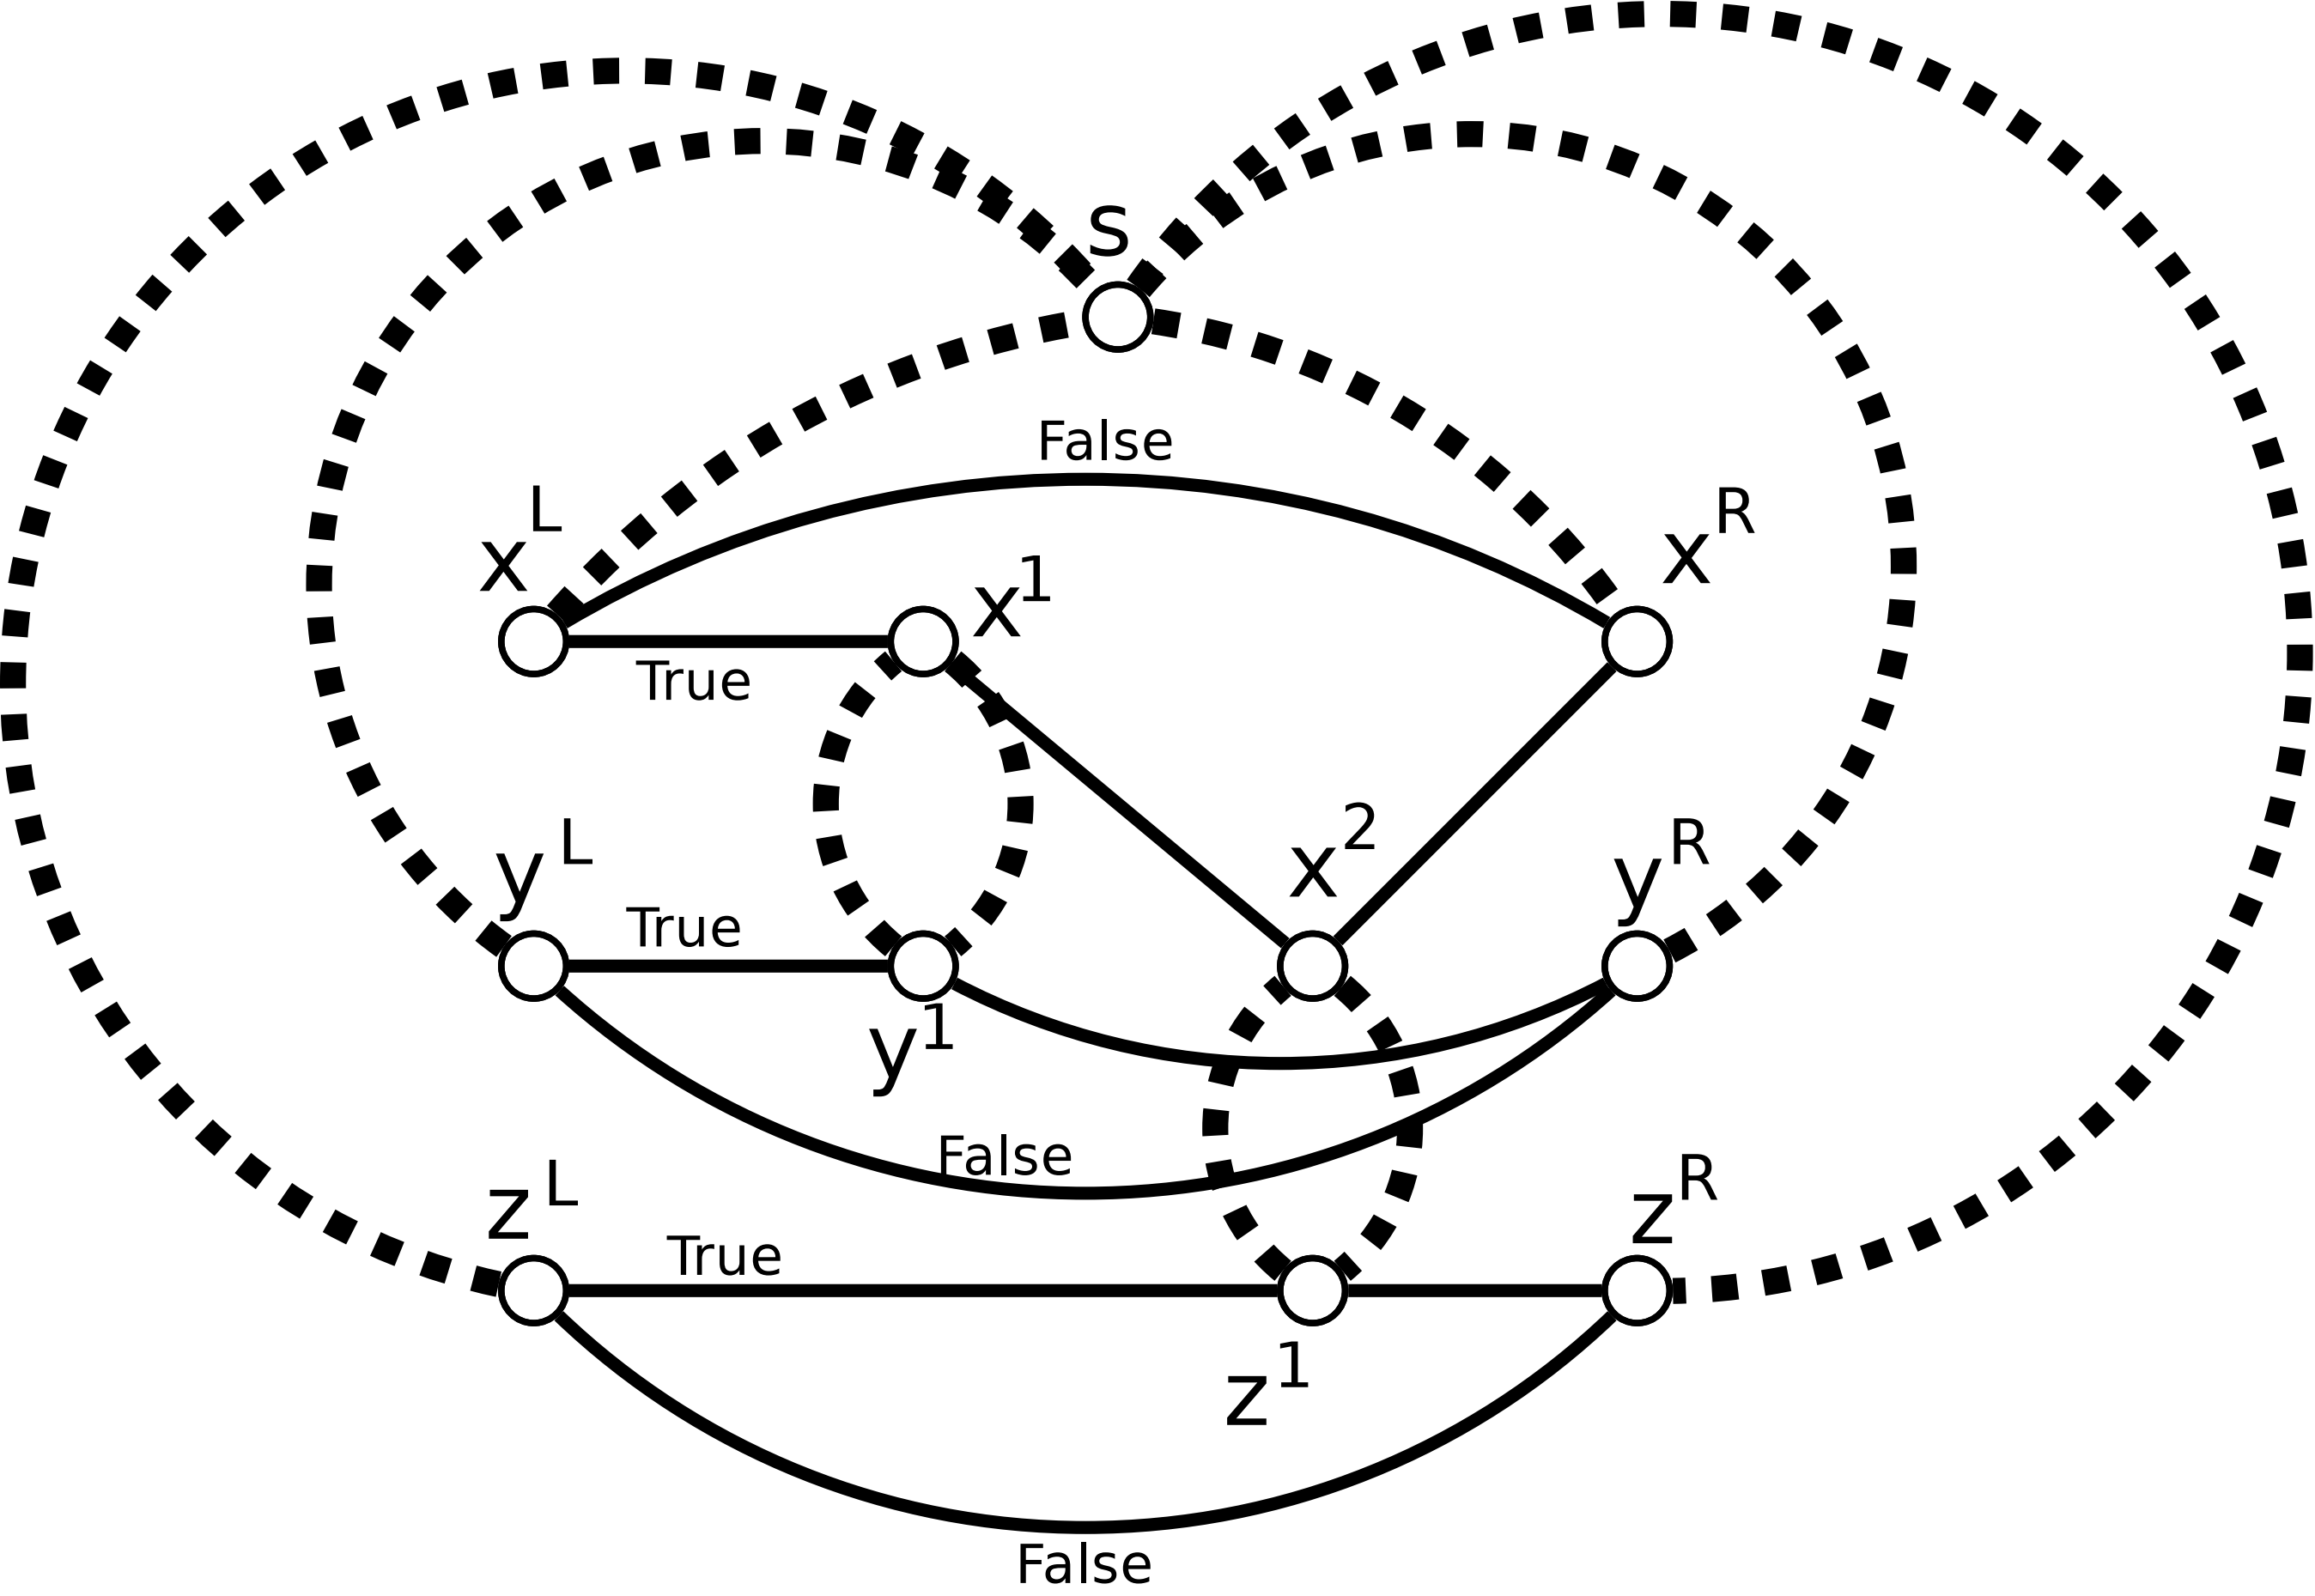 s
False
x^L
x^1
x^R
True
x^2
y^L
y^R
True
y^1
False
z^L
z^R
True
z^1
False